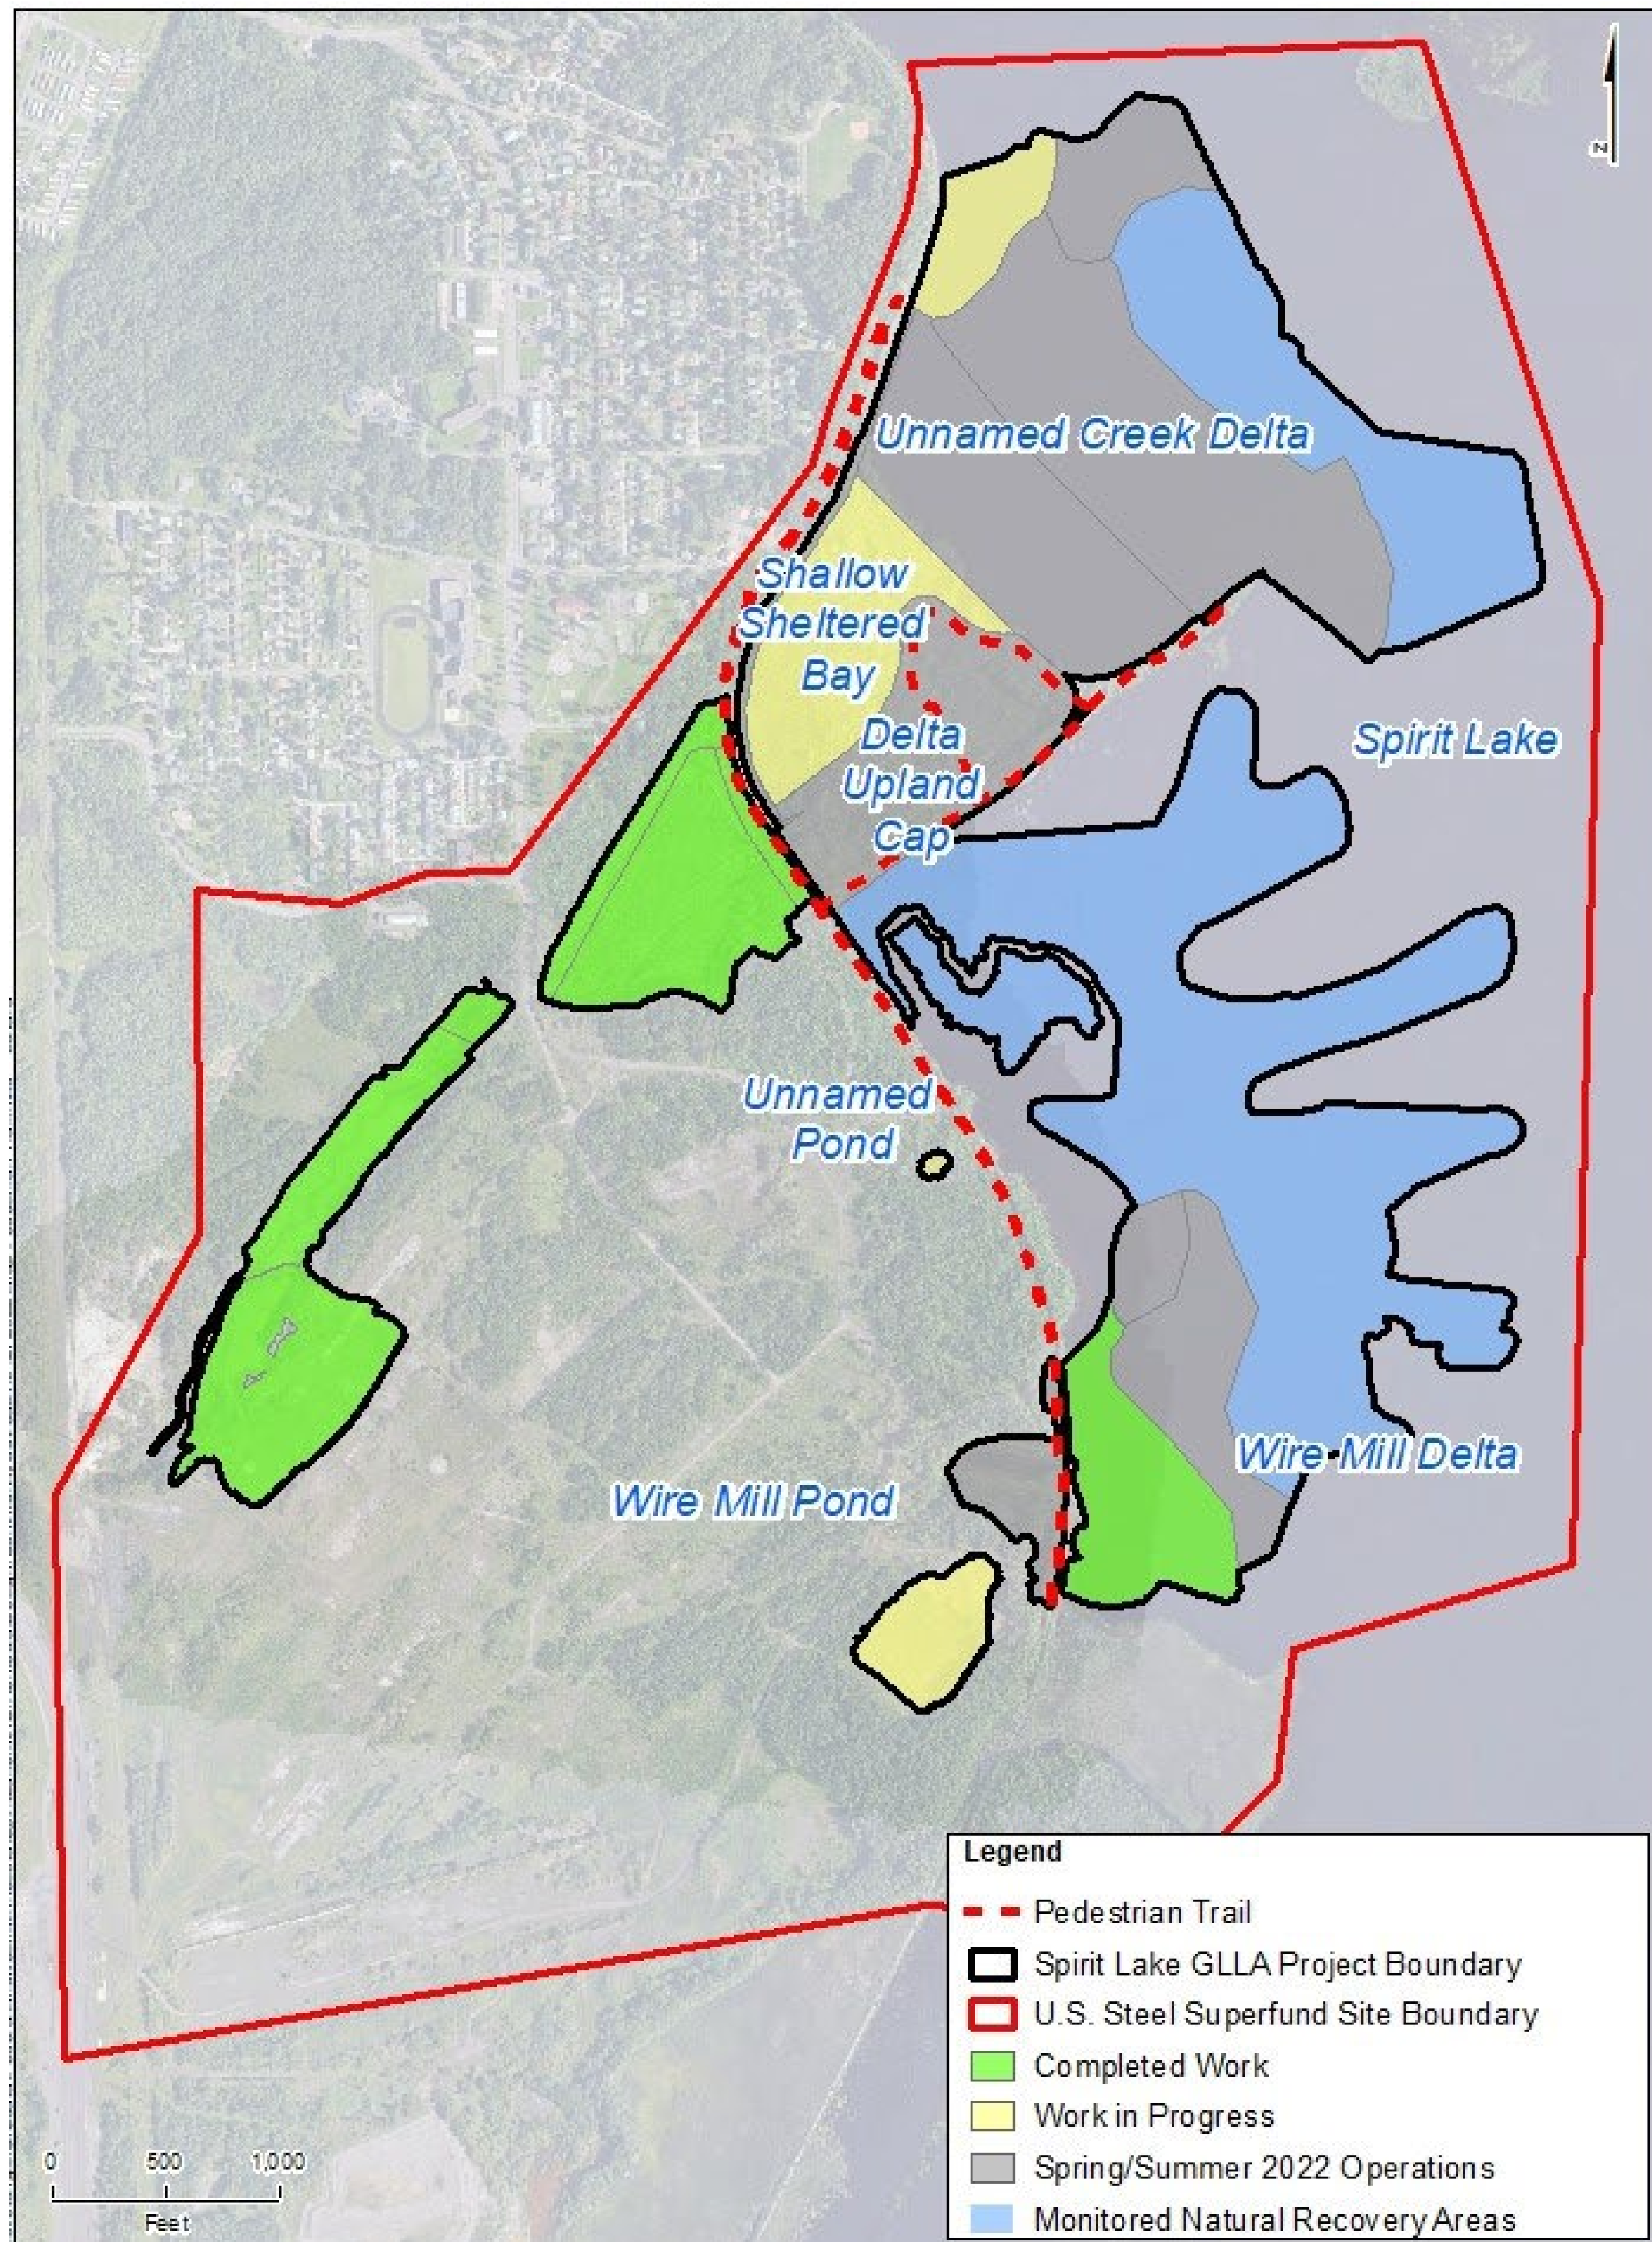 N
Unnamed Creek Delta
Shallow
Sheltered
Bay
Delta
Upland
Cap
Spirit Lake
Unnamed
Pond
Wire Mill Delta
Wire Mill Pond
Legend
Pedestrian Trail
Spirit Lake GLLA Project Boundary
U.S. Steel Superfund Site Boundary
Completed Work
Work in Progress
Spring/Summer 2022 Operations
Monitored Natural Recovery Areas
0 500 1,000
Feet